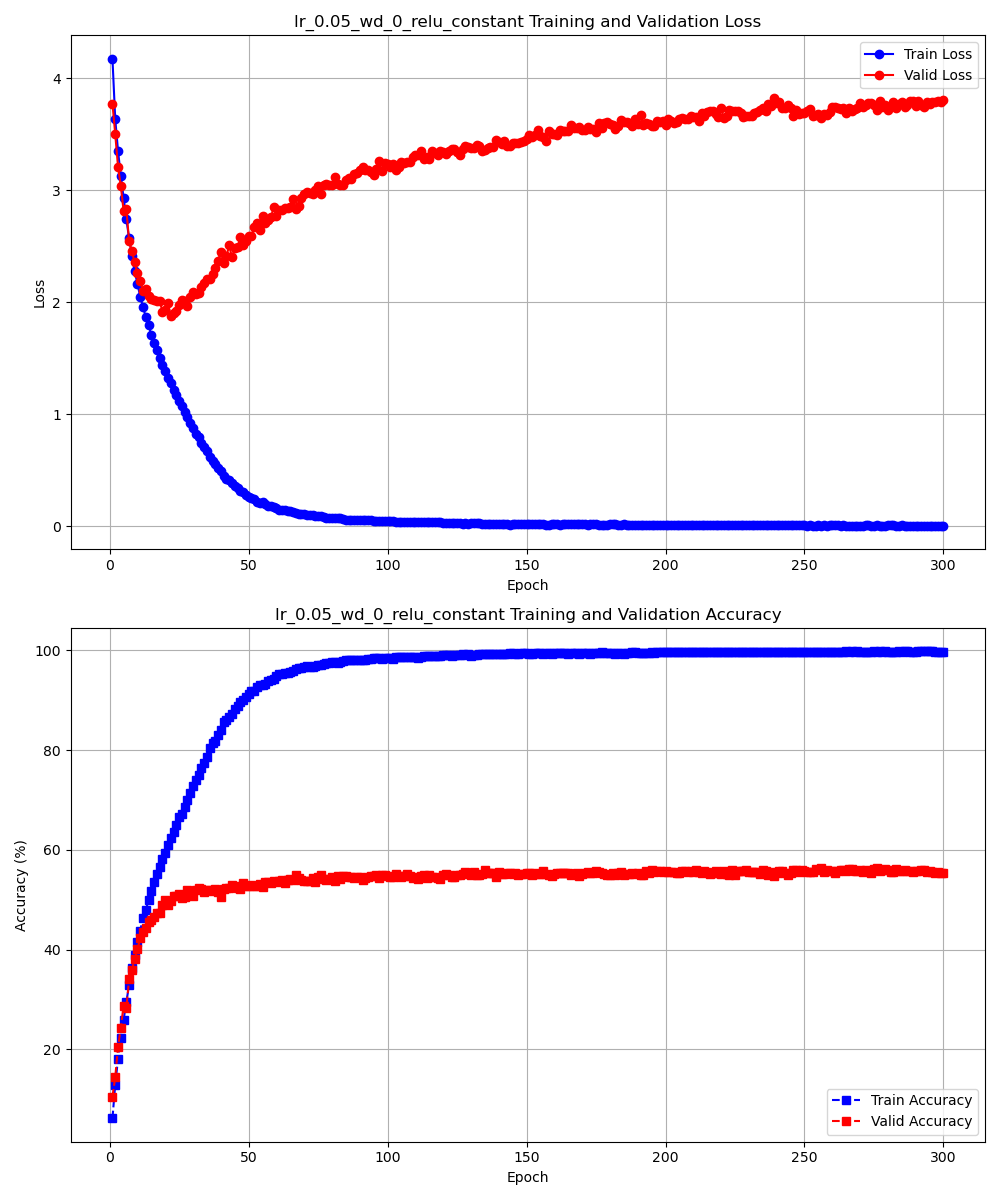 lr_0.05_wd_0_relu_constant Training and Validation Loss
Train Loss
Valid Loss
Loss
4
3
2
1
0
0 50 100 150 200 250 300
Epoch
lr_0.05_wd_0_relu_constant Training and Validation Accuracy
Accuracy (%)
100
80
60
40
20
Train Accuracy
Valid Accuracy
0 50 100 150 200 250 300
Epoch